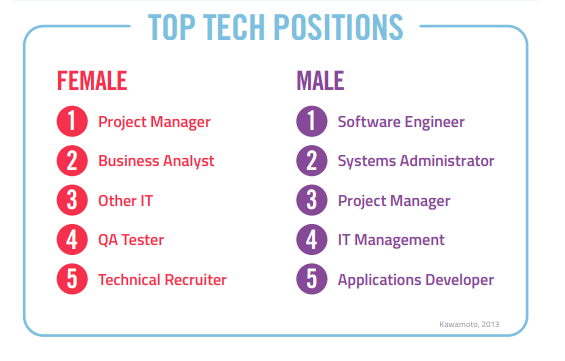 TOP TECH POSITIONS
FEMALE
1 Project Manager
2 Business Analyst
3 Other IT
4 QA Tester
5 Technical Recruiter
MALE
1 Software Engineer
2 Systems Administrator
3 Project Manager
4 IT Management
5 Applications Developer
Kawamoto, 2013